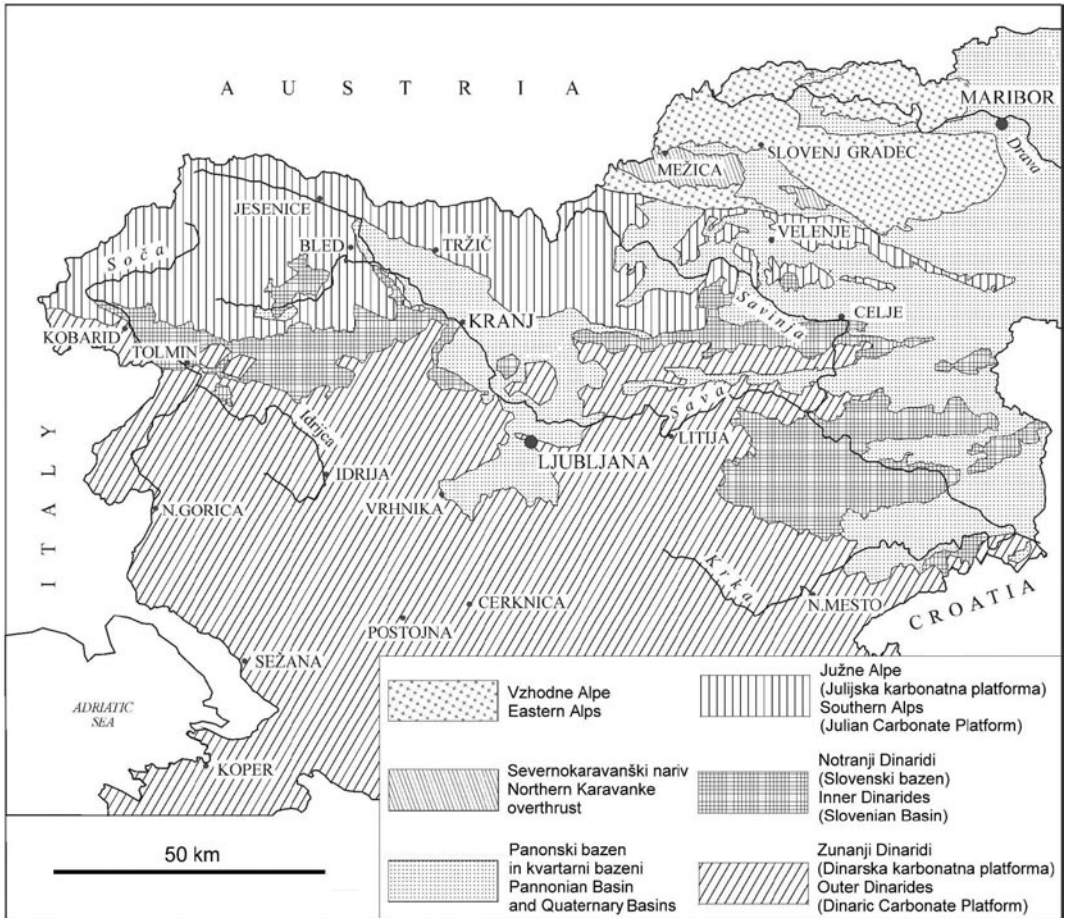 A U S T R I A
MARIBOR
Drava
SLOVENJ GRADEC
MEŽICA
JESENICE
VELENJE
BLED
TRŽIČ
Soča
Savinja
CELJE
KRANJ
KOBARID
TOLMIN
Sava
Idrijca
LITIJA
LJUBLJANA
IDRIJA
VRHNIKA
N.GORICA
I T A L Y
Krka
CERKNICA
N.MESTO
CROATIA
POSTOJNA
SEŽANA
ADRIATIC
SEA
KOPER
50 km
Vzhodne Alpe
Eastern Alps
Severnokaravanški nariv
Northern Karavanke
overthrust
Panonski bazen
in kvartarni bazeni
Pannonian Basin
and Quaternary Basins
Južne Alpe
(Julijska karbonatna platforma)
Southern Alps
(Julian Carbonate Platform)
Notranji Dinaridi
(Slovenski bazen)
Inner Dinarides
(Slovenian Basin)
Zunanji Dinaridi
(Dinarska karbonatna platforma)
Outer Dinarides
(Dinaric Carbonate Platform)